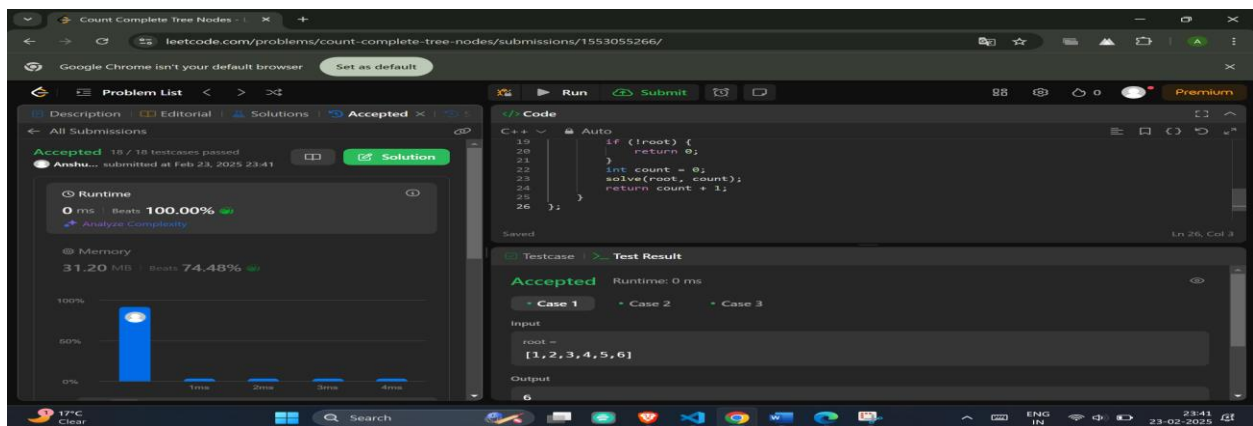 Count Complete Tree Nodes - L
leetcode.com/problems/count-complete-tree-nodes/submissions/1553055266/
A
Google Chrome isn't your default browser Set as default
Problem List Run Submit 0 Premium
Description Editorial Solutions Accepted
</> Code
All Submissions
C++ Auto
Accepted 18 / 18 testcases passed
Anshu... submitted at Feb 23, 2025 23:41
Solution
19 if (!root) {
20 return 0;
21 }
22 int count = 0;
23 solve(root, count);
24 return count + 1;
25 }
26 };
Saved Ln 26, Col 3
Runtime
0 ms Beats 100.00%
Analyze Complexity
Memory
31.20 MB Beats 74.48%
100%
50%
0%
1ms 2ms 3ms 4ms
Testcase >_ Test Result
Accepted Runtime: 0 ms
Case 1 Case 2 Case 3
Input
root =
[1,2,3,4,5,6]
Output
6
1
17°C
Clear
Search
ENG
IN
23:41
23-02-2025